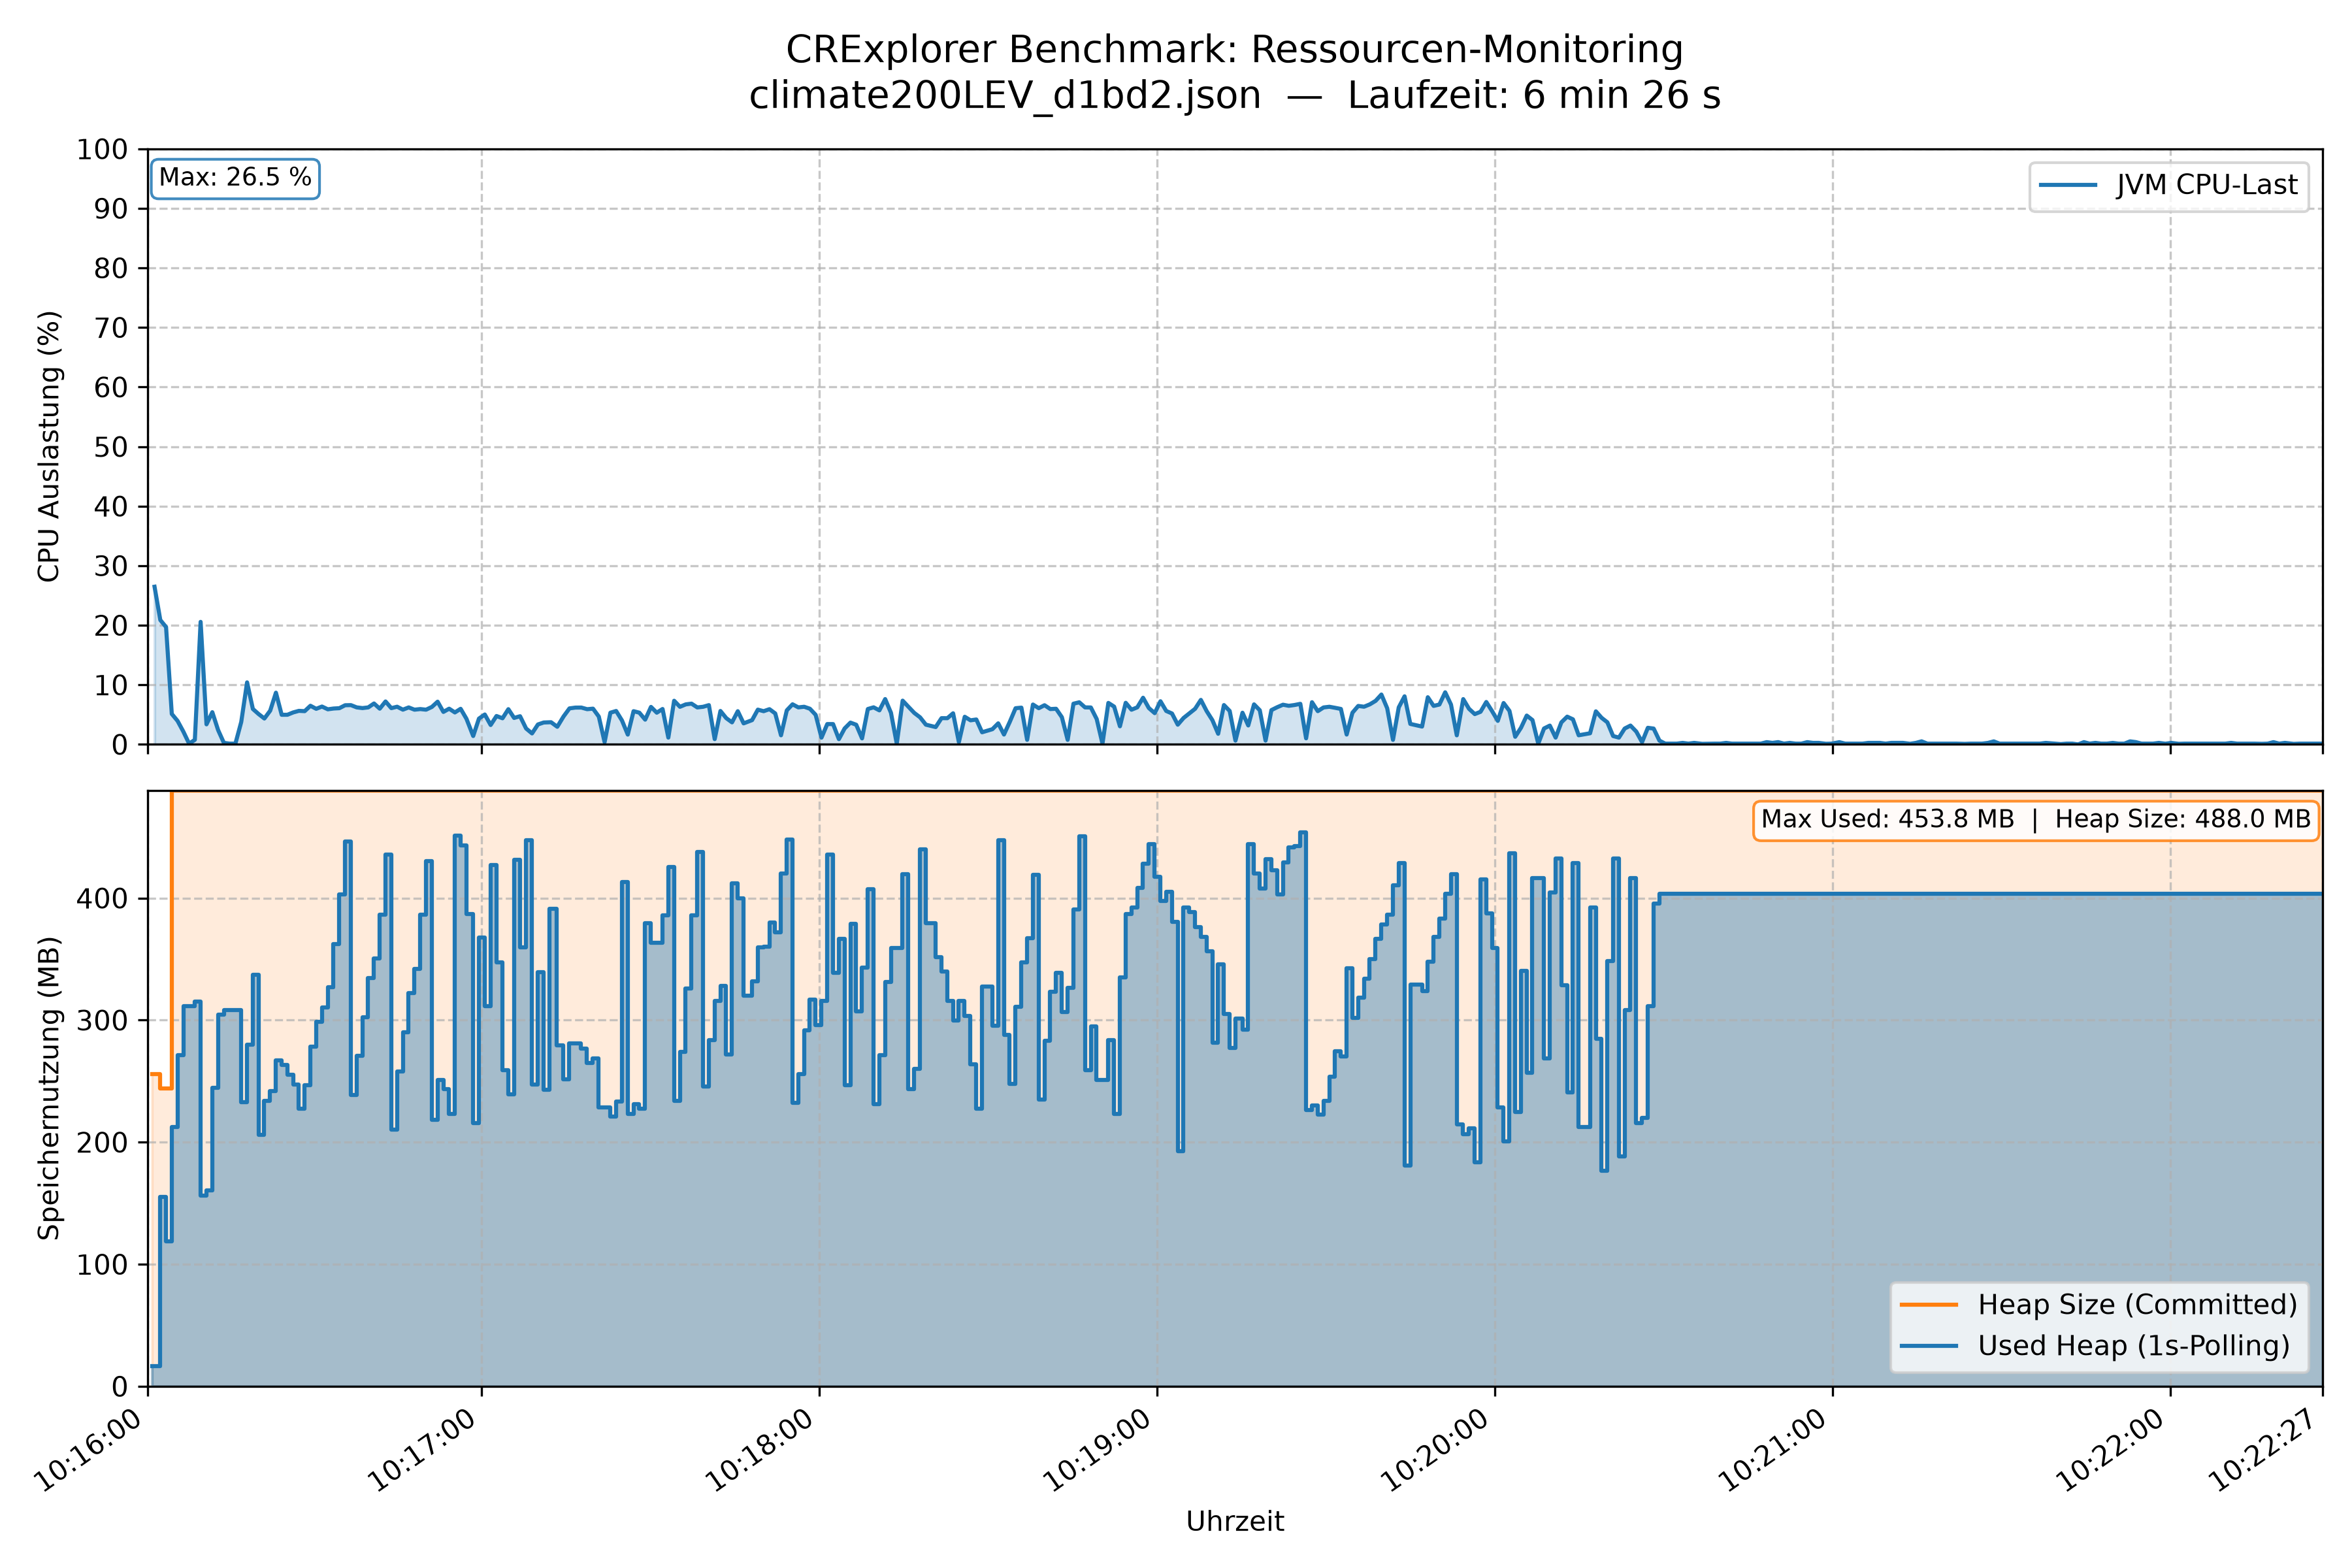 CRExplorer Benchmark: Ressourcen-Monitoring
climate200LEV_d1bd2.json — Laufzeit: 6 min 26 s
100
90
80
70
60
50
40
30
20
10
0
CPU Auslastung (%)
Max: 26.5 %
JVM CPU-Last
400
300
200
100
0
Speichernutzung (MB)
Max Used: 453.8 MB | Heap Size: 488.0 MB
Heap Size (Committed)
Used Heap (1s-Polling)
10:16:00
10:17:00
10:18:00
10:19:00
10:20:00
10:21:00
10:22:00
10:22:27
Uhrzeit